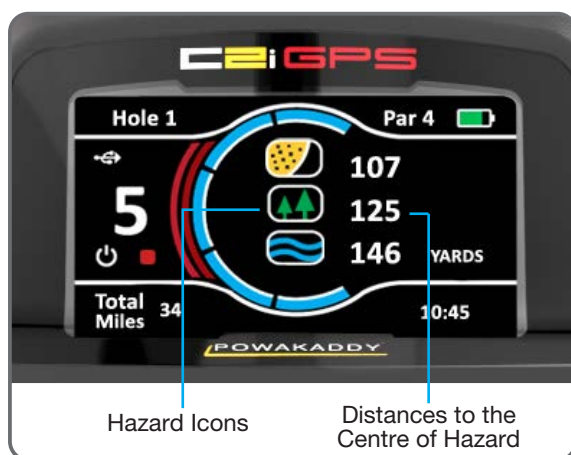 C2i GPS
Hole 1
Par 4
5
107
125
146 YARDS
Total Miles 34
10:45
POWAKADDY
Hazard Icons
Distances to the
Centre of Hazard